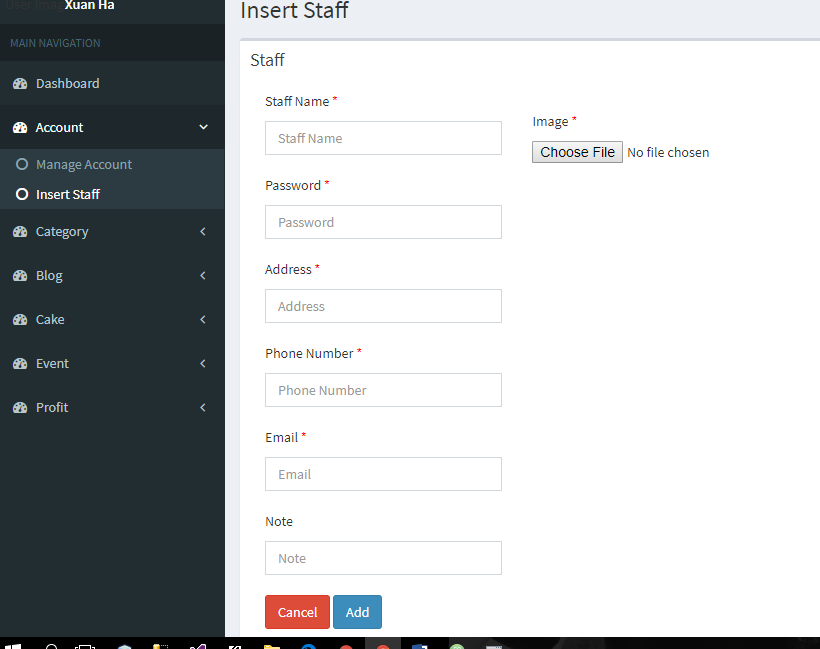 Xuan Ha
MAIN NAVIGATION
Dashboard
Account
Manage Account
Insert Staff
Category
Blog
Cake
Event
Profit
Insert Staff
Staff
Staff Name *
Staff Name
Password *
Password
Address *
Address
Phone Number *
Phone Number
Email *
Email
Note
Note
Cancel Add
Image *
Choose File No file chosen